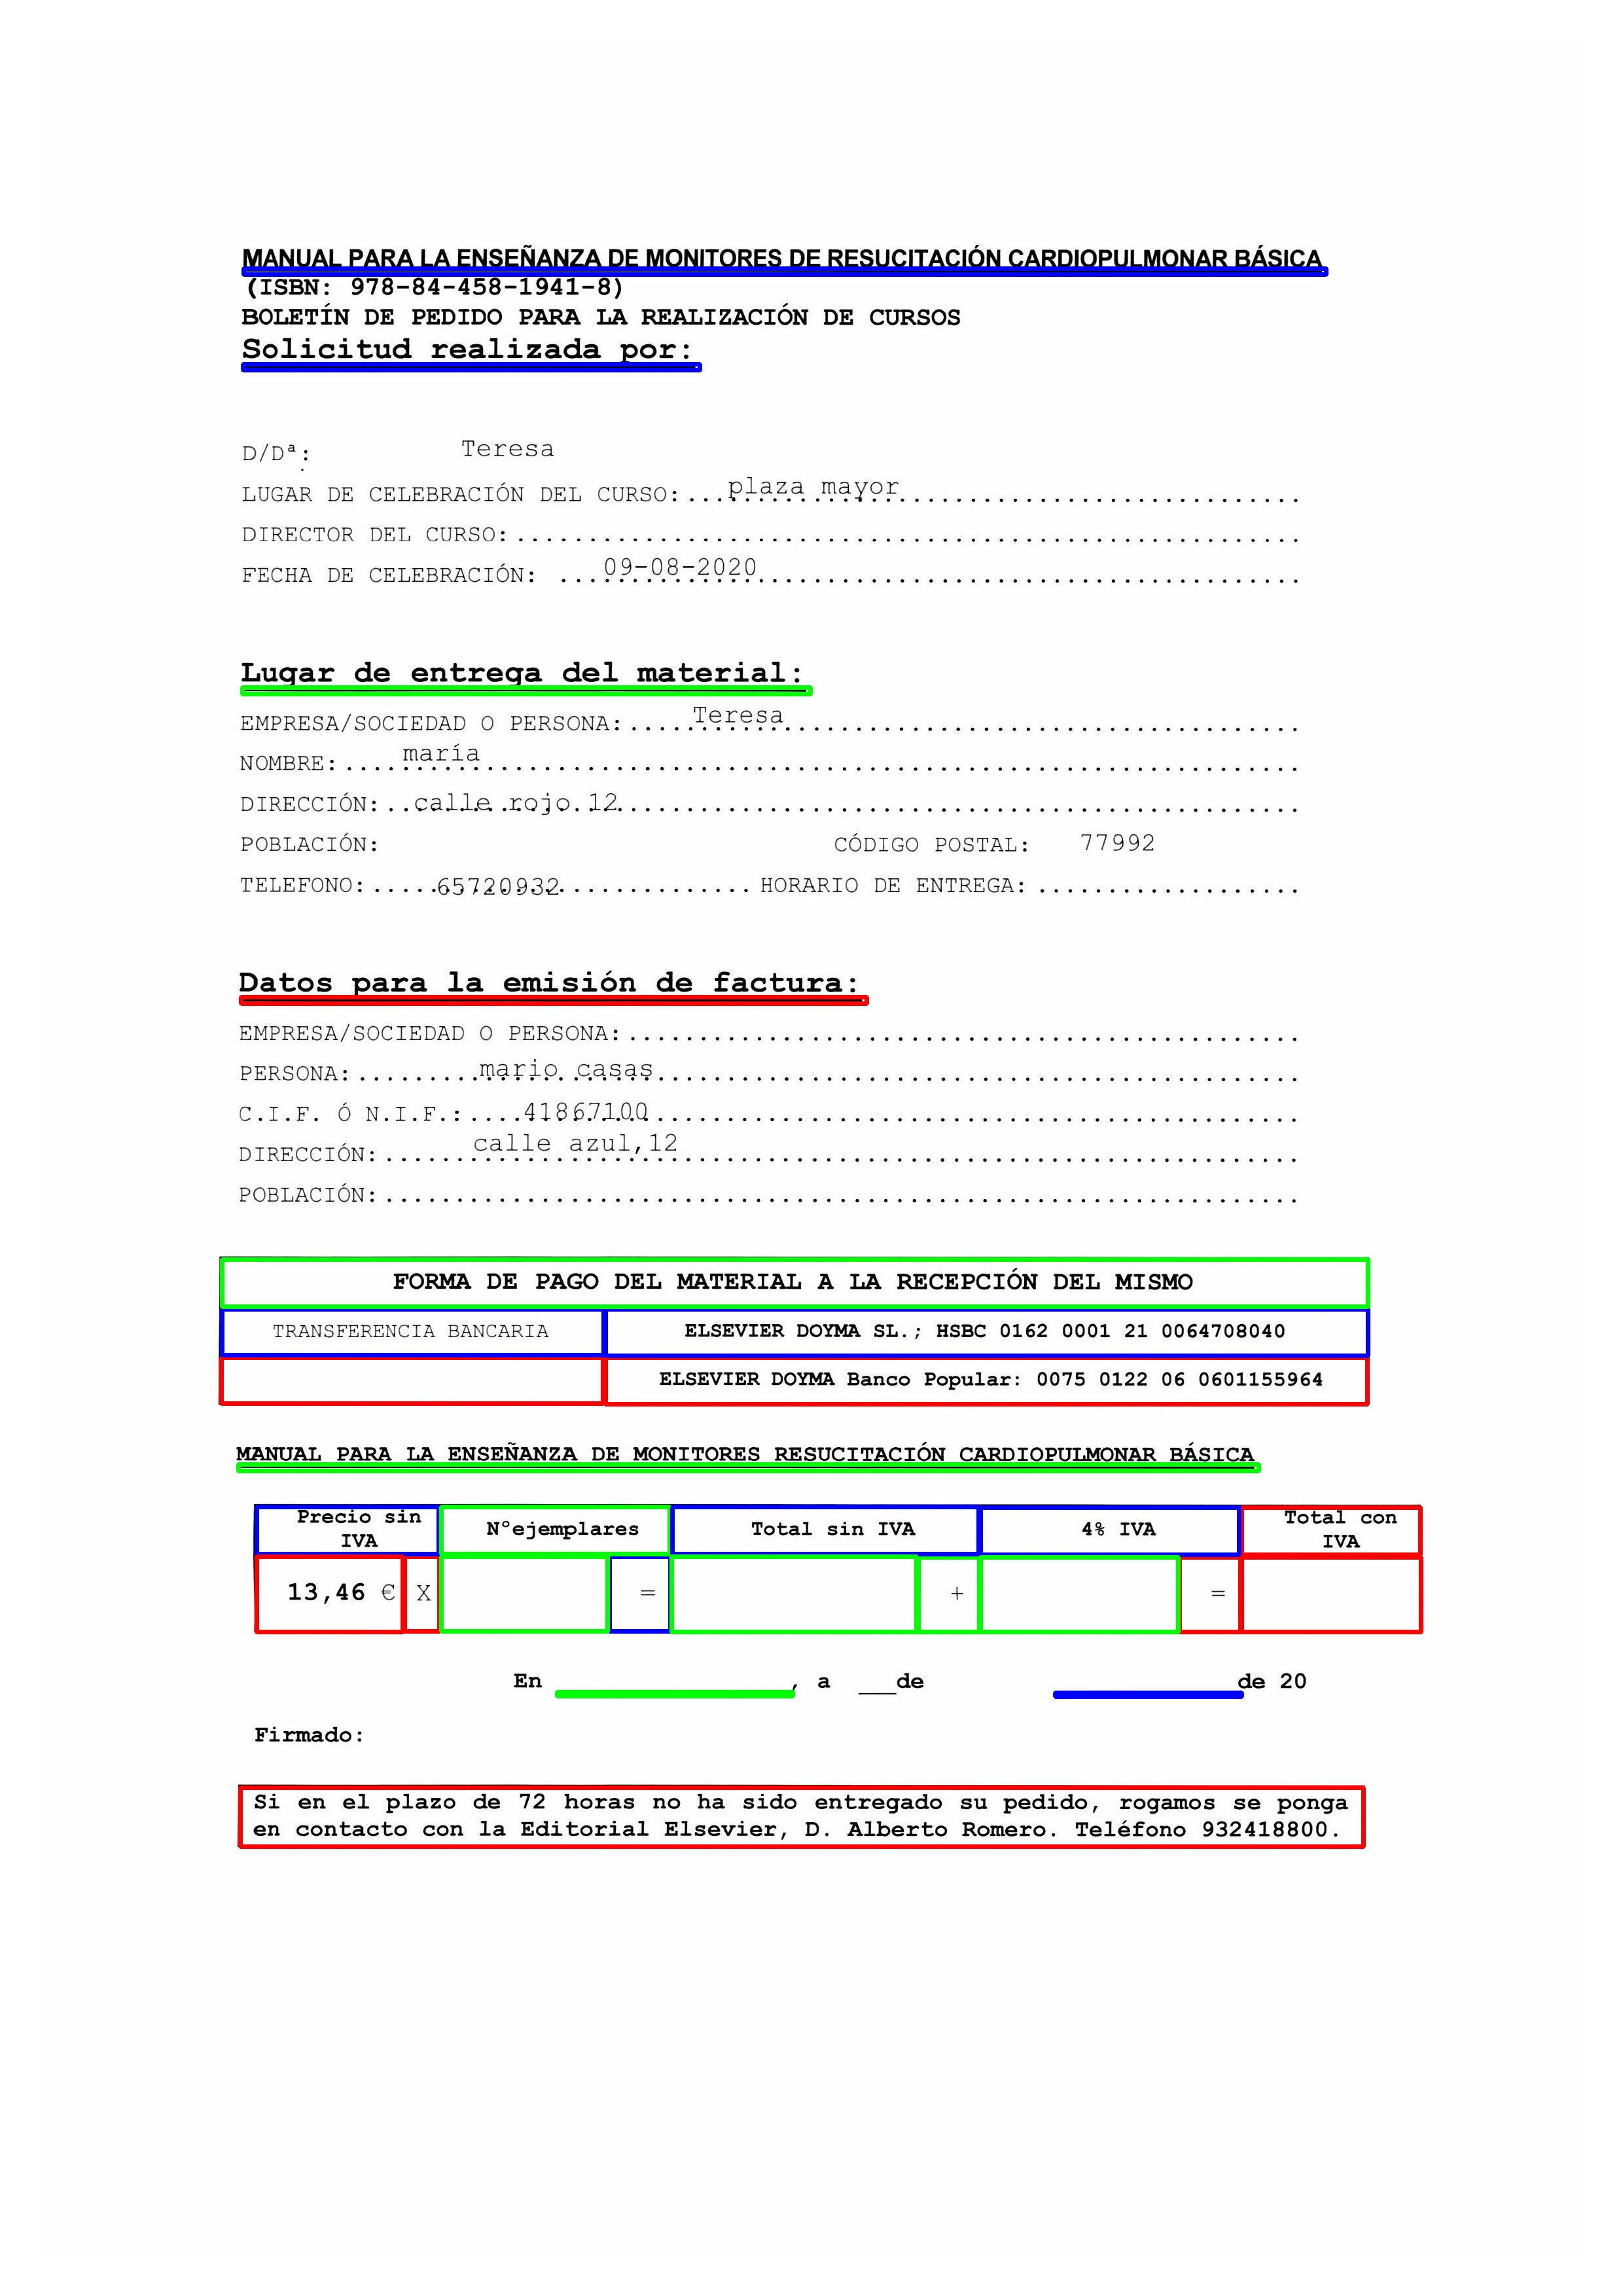 MANUAL PARA LA ENSEÑANZA DE MONITORES DE RESUCITACIÓN CARDIOPULMONAR BÁSICA
(ISBN: 978-84-458-1941-8)
BOLETÍN DE PEDIDO PARA LA REALIZACIÓN DE CURSOS
Solicitud realizada por:
D/Dª: Teresa
LUGAR DE CELEBRACIÓN DEL CURSO: plaza mayor
DIRECTOR DEL CURSO:
FECHA DE CELEBRACIÓN: 09-08-2020
Lugar de entrega del material:
EMPRESA/SOCIEDAD O PERSONA: Teresa
NOMBRE: maría
DIRECCIÓN: calle rojo 12
POBLACIÓN: CÓDIGO POSTAL: 77992
TELEFONO: 65720932 HORARIO DE ENTREGA:
Datos para la emisión de factura:
EMPRESA/SOCIEDAD O PERSONA:
PERSONA: mario casas
C.I.F. Ó N.I.F.: 41867100
DIRECCIÓN: calle azul,12
POBLACIÓN:
FORMA DE PAGO DEL MATERIAL A LA RECEPCIÓN DEL MISMO
TRANSFERENCIA BANCARIA ELSEVIER DOYMA SL.; HSBC 0162 0001 21 0064708040
ELSEVIER DOYMA Banco Popular: 0075 0122 06 0601155964
MANUAL PARA LA ENSEÑANZA DE MONITORES RESUCITACIÓN CARDIOPULMONAR BÁSICA
Precio sin IVA N°ejemplares Total sin IVA 4% IVA Total con IVA
13,46 € X = + =
En , a ___de de 20
Firmado:
Si en el plazo de 72 horas no ha sido entregado su pedido, rogamos se ponga
en contacto con la Editorial Elsevier, D. Alberto Romero. Teléfono 932418800.